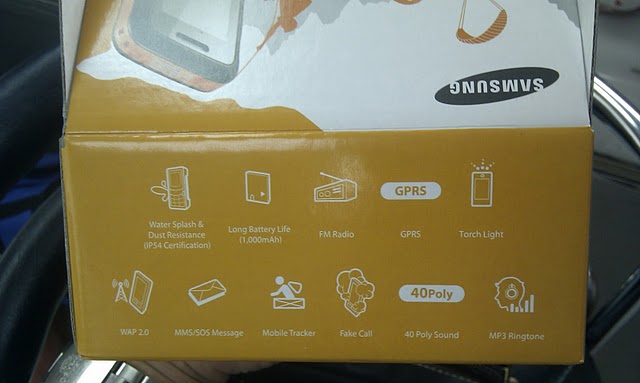 SAMSUNG
GPRS
Water Splash &
Dust Resistance
(IP54 Certification)
Long Battery Life
(1,000mAh)
FM Radio
GPRS
Torch Light
40Poly
WAP 2.0
MMS/SOS Message
Mobile Tracker
Fake Call
40 Poly Sound
MP3 Ringtone